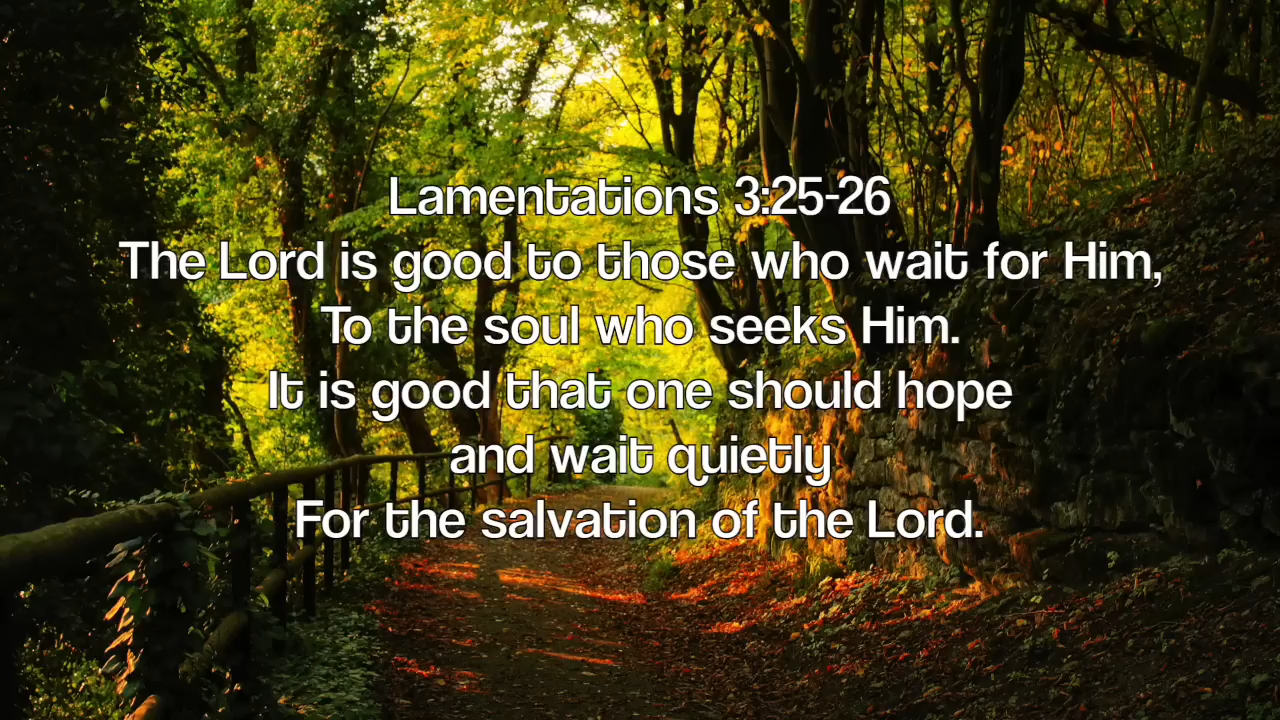 Lamentations 3:25-26
The Lord is good to those who wait for Him,
To the soul who seeks Him.
It is good that one should hope
and wait quietly
For the salvation of the Lord.